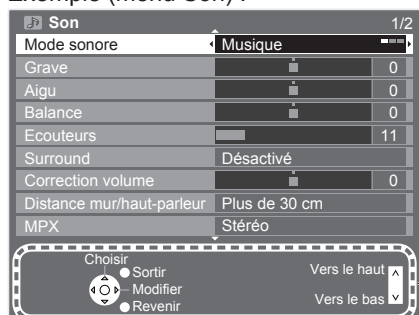 Exemple (menu Son) :
Son 1/2
Mode sonore Musique
Grave 0
Aigu 0
Balance 0
Ecouteurs 11
Surround Désactivé
Correction volume 0
Distance mur/haut-parleur Plus de 30 cm
MPX Stéréo
Choisir
Sortir
Modifier
Revenir
Vers le haut
Vers le bas